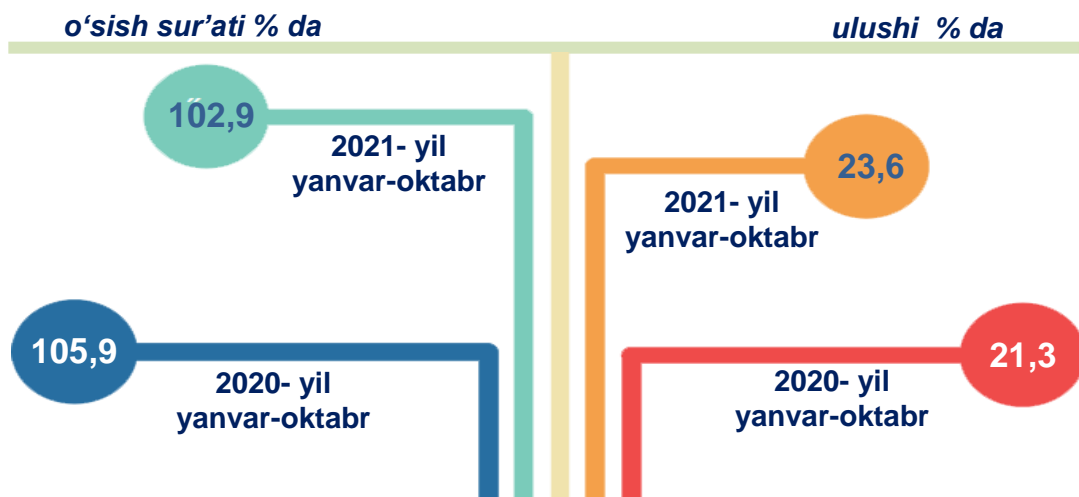 o‘sish sur’ati % da
ulushi % da
102,9
2021- yil
yanvar-oktabr
23,6
2021- yil
yanvar-oktabr
105,9
2020- yil
yanvar-oktabr
21,3
2020- yil
yanvar-oktabr